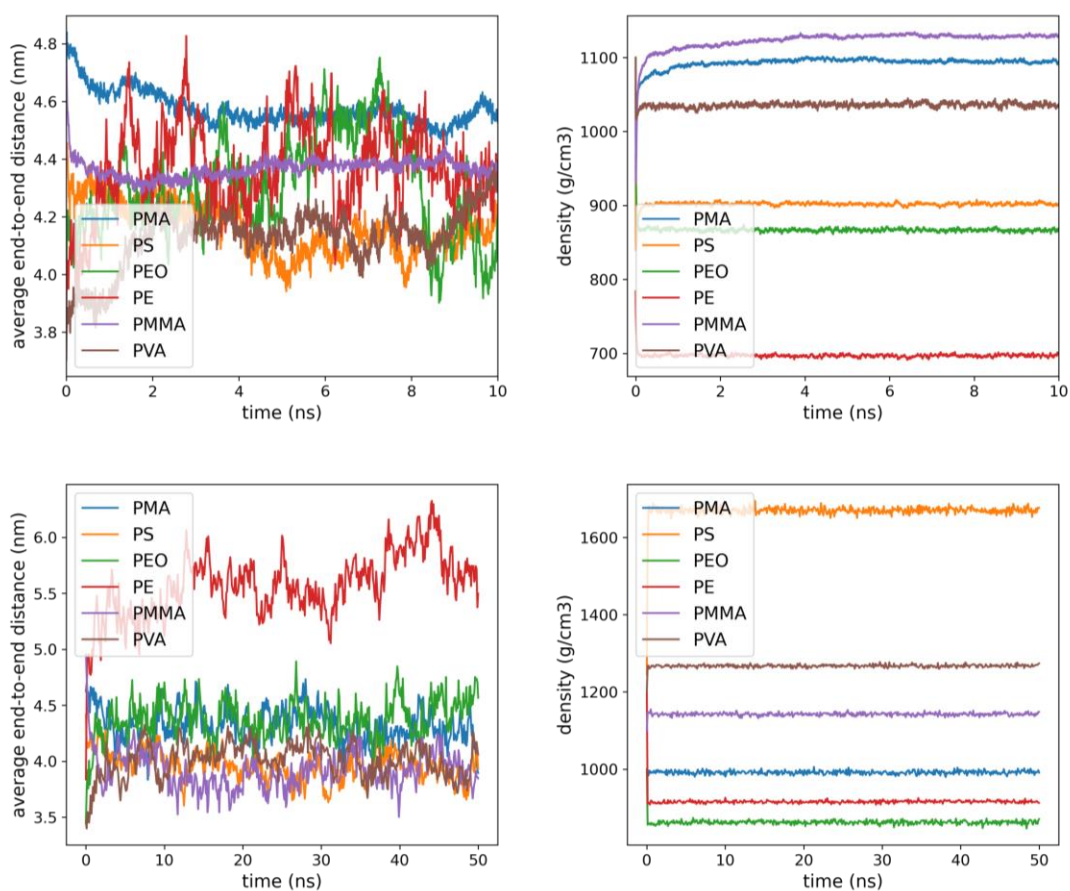 average end-to-end distance (nm)
4.8
4.6
4.4
4.2
4.0
3.8
PMA
PS
PEO
PE
PMMA
PVA
0 2 4 6 8 10
time (ns)
density (g/cm3)
1100
1000
900
800
700
PMA
PS
PEO
PE
PMMA
PVA
0 2 4 6 8 10
time (ns)
average end-to-end distance (nm)
6.0
5.5
5.0
4.5
4.0
3.5
PMA
PS
PEO
PE
PMMA
PVA
0 10 20 30 40 50
time (ns)
density (g/cm3)
1600
1400
1200
1000
PMA
PS
PEO
PE
PMMA
PVA
0 10 20 30 40 50
time (ns)